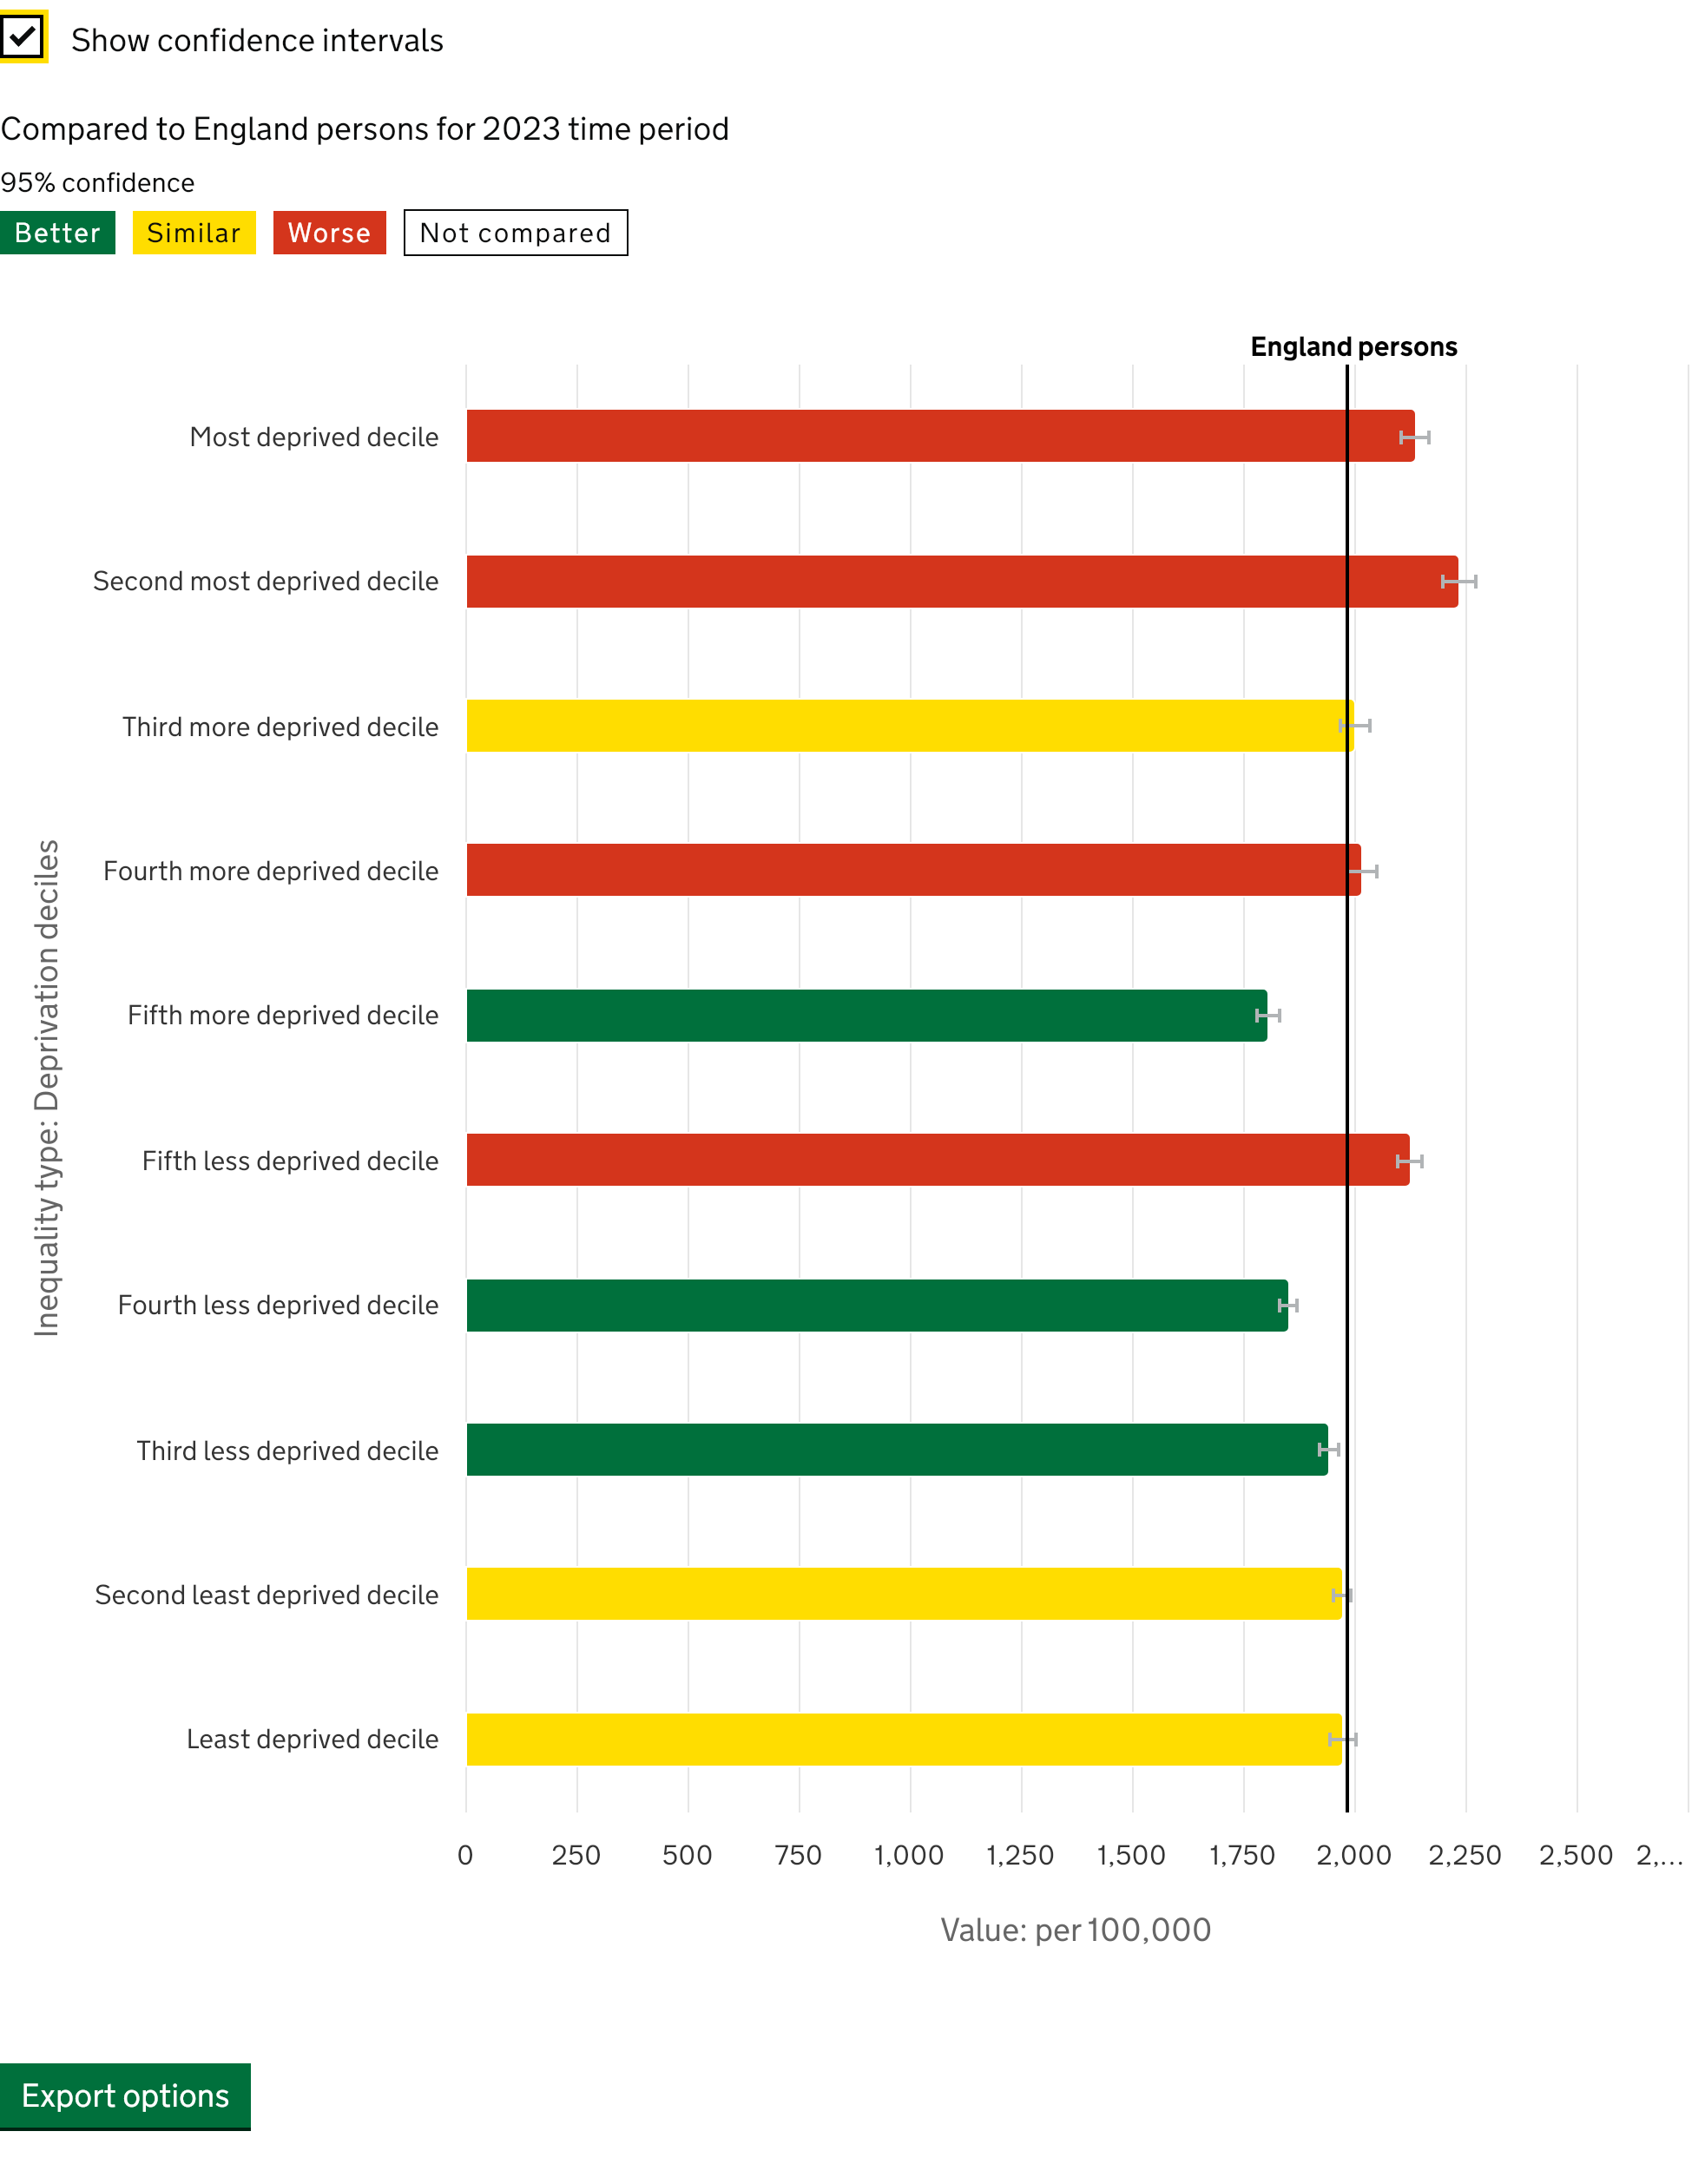 Show confidence intervals
Compared to England persons for 2023 time period
95% confidence
Better Similar Worse Not compared
England persons
Inequality type: Deprivation deciles
Most deprived decile
Second most deprived decile
Third more deprived decile
Fourth more deprived decile
Fifth more deprived decile
Fifth less deprived decile
Fourth less deprived decile
Third less deprived decile
Second least deprived decile
Least deprived decile
0 250 500 750 1,000 1,250 1,500 1,750 2,000 2,250 2,500 2,...
Value: per 100,000
Export options